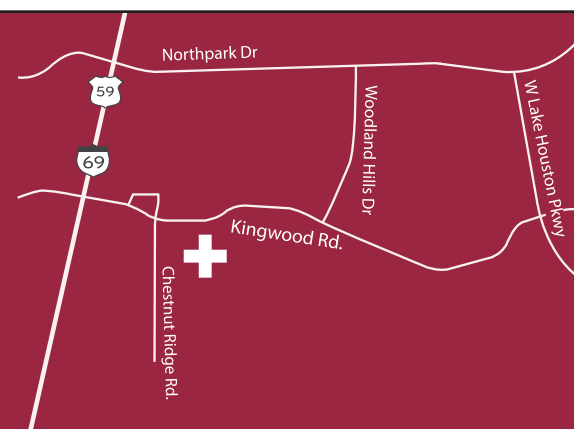 Northpark Dr
59
Woodland Hills Dr
W Lake Houston Pkwy
69
Kingwood Rd.
Chestnut Ridge Rd.